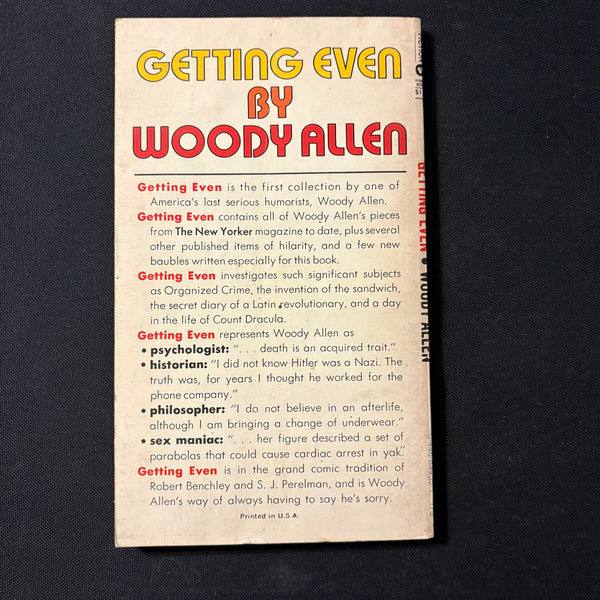 GETTING EVEN
BY
WOODY ALLEN
Getting Even is the first collection by one of
America's last serious humorists, Woody Allen.
Getting Even contains all of Woody Allen's pieces
from The New Yorker magazine to date, plus several
other published items of hilarity, and a few new
baubles written especially for this book.
Getting Even investigates such significant subjects
as Organized Crime, the invention of the sandwich,
the secret diary of a Latin revolutionary, and a day
in the life of Count Dracula.
Getting Even represents Woody Allen as
• psychologist: ". . . death is an acquired trait."
• historian: "I did not know Hitler was a Nazi. The
truth was, for years I thought he worked for the
phone company."
• philosopher: "I do not believe in an afterlife,
although I am bringing a change of underwear."
• sex maniac: ". . . her figure described a set of
parabolas that could cause cardiac arrest in yak."
Getting Even is in the grand comic tradition of
Robert Benchley and S. J. Perelman, and is Woody
Allen's way of always having to say he's sorry.
Printed in U.S.A.
GETTING EVEN • WOODY ALLEN